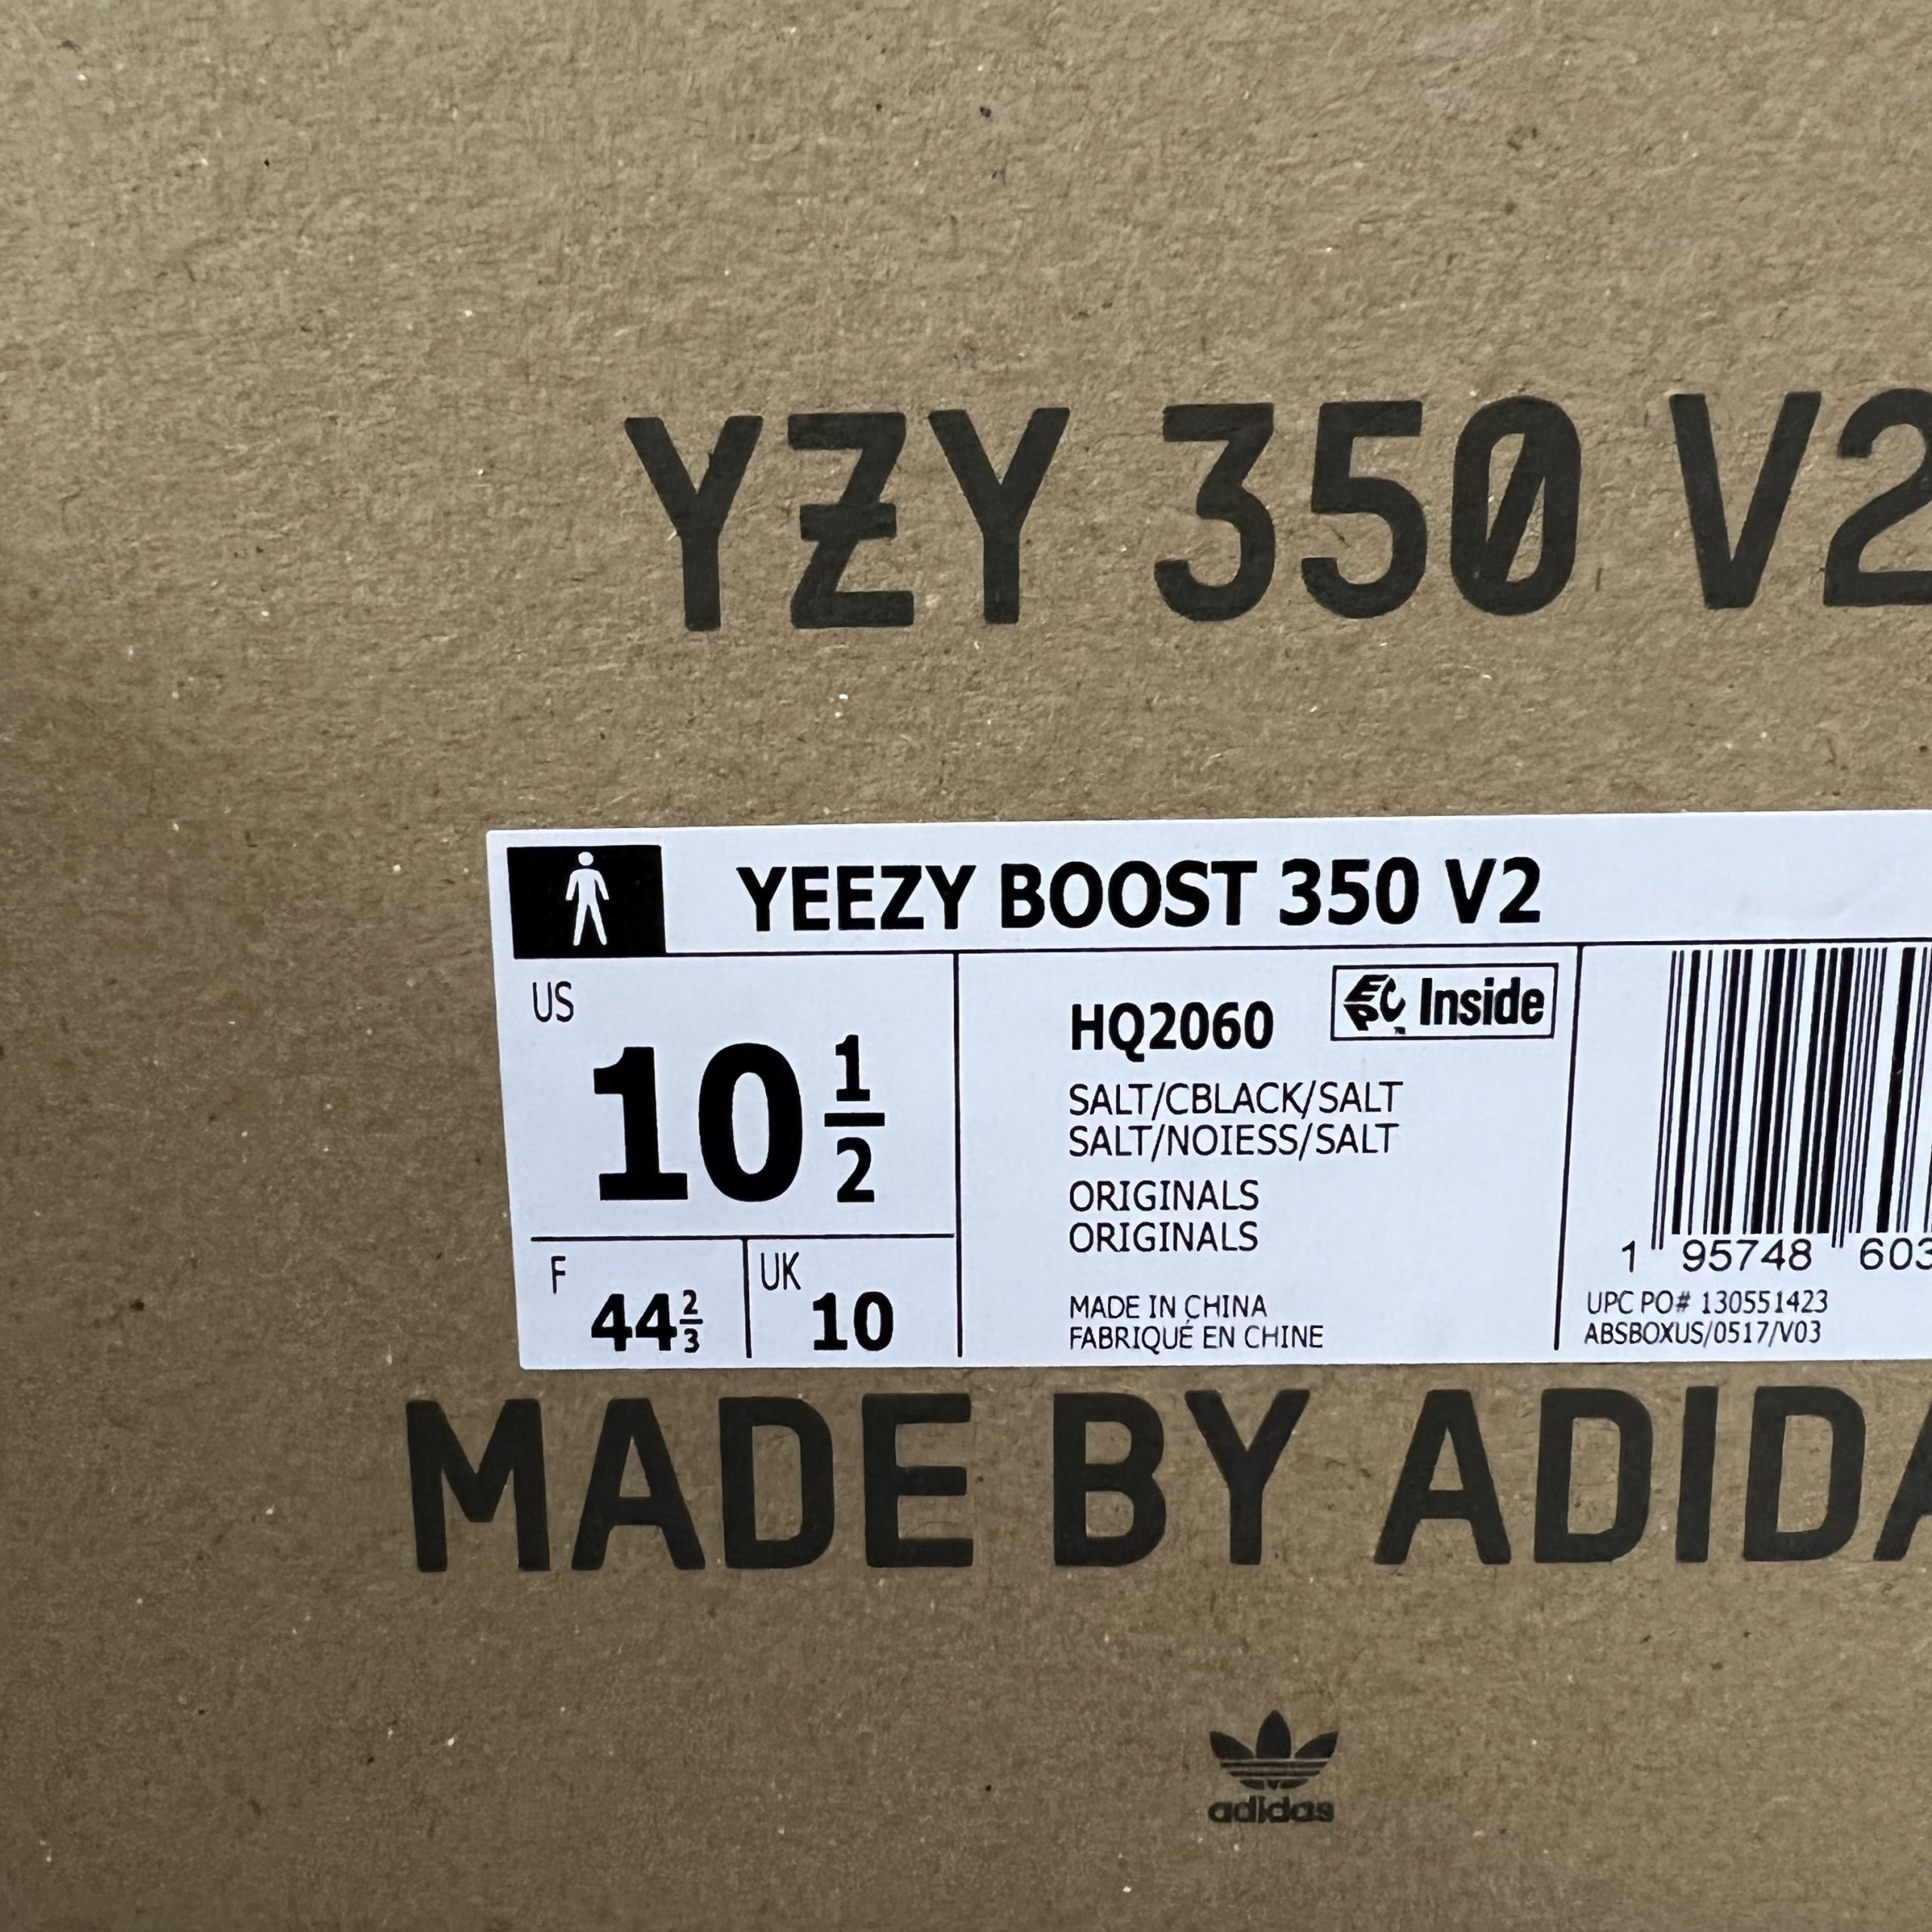 YZY 350 V2
YEEZY BOOST 350 V2
US
10 1/2
F
44 2/3
UK
10
HQ2060
EPC Inside
SALT/CBLACK/SALT
SALT/NOIESS/SALT
ORIGINALS
ORIGINALS
MADE IN CHINA
FABRIQUÉ EN CHINE
1 95748 603
UPC PO# 130551423
ABSBOXUS/0517/V03
MADE BY ADIDA
adidas